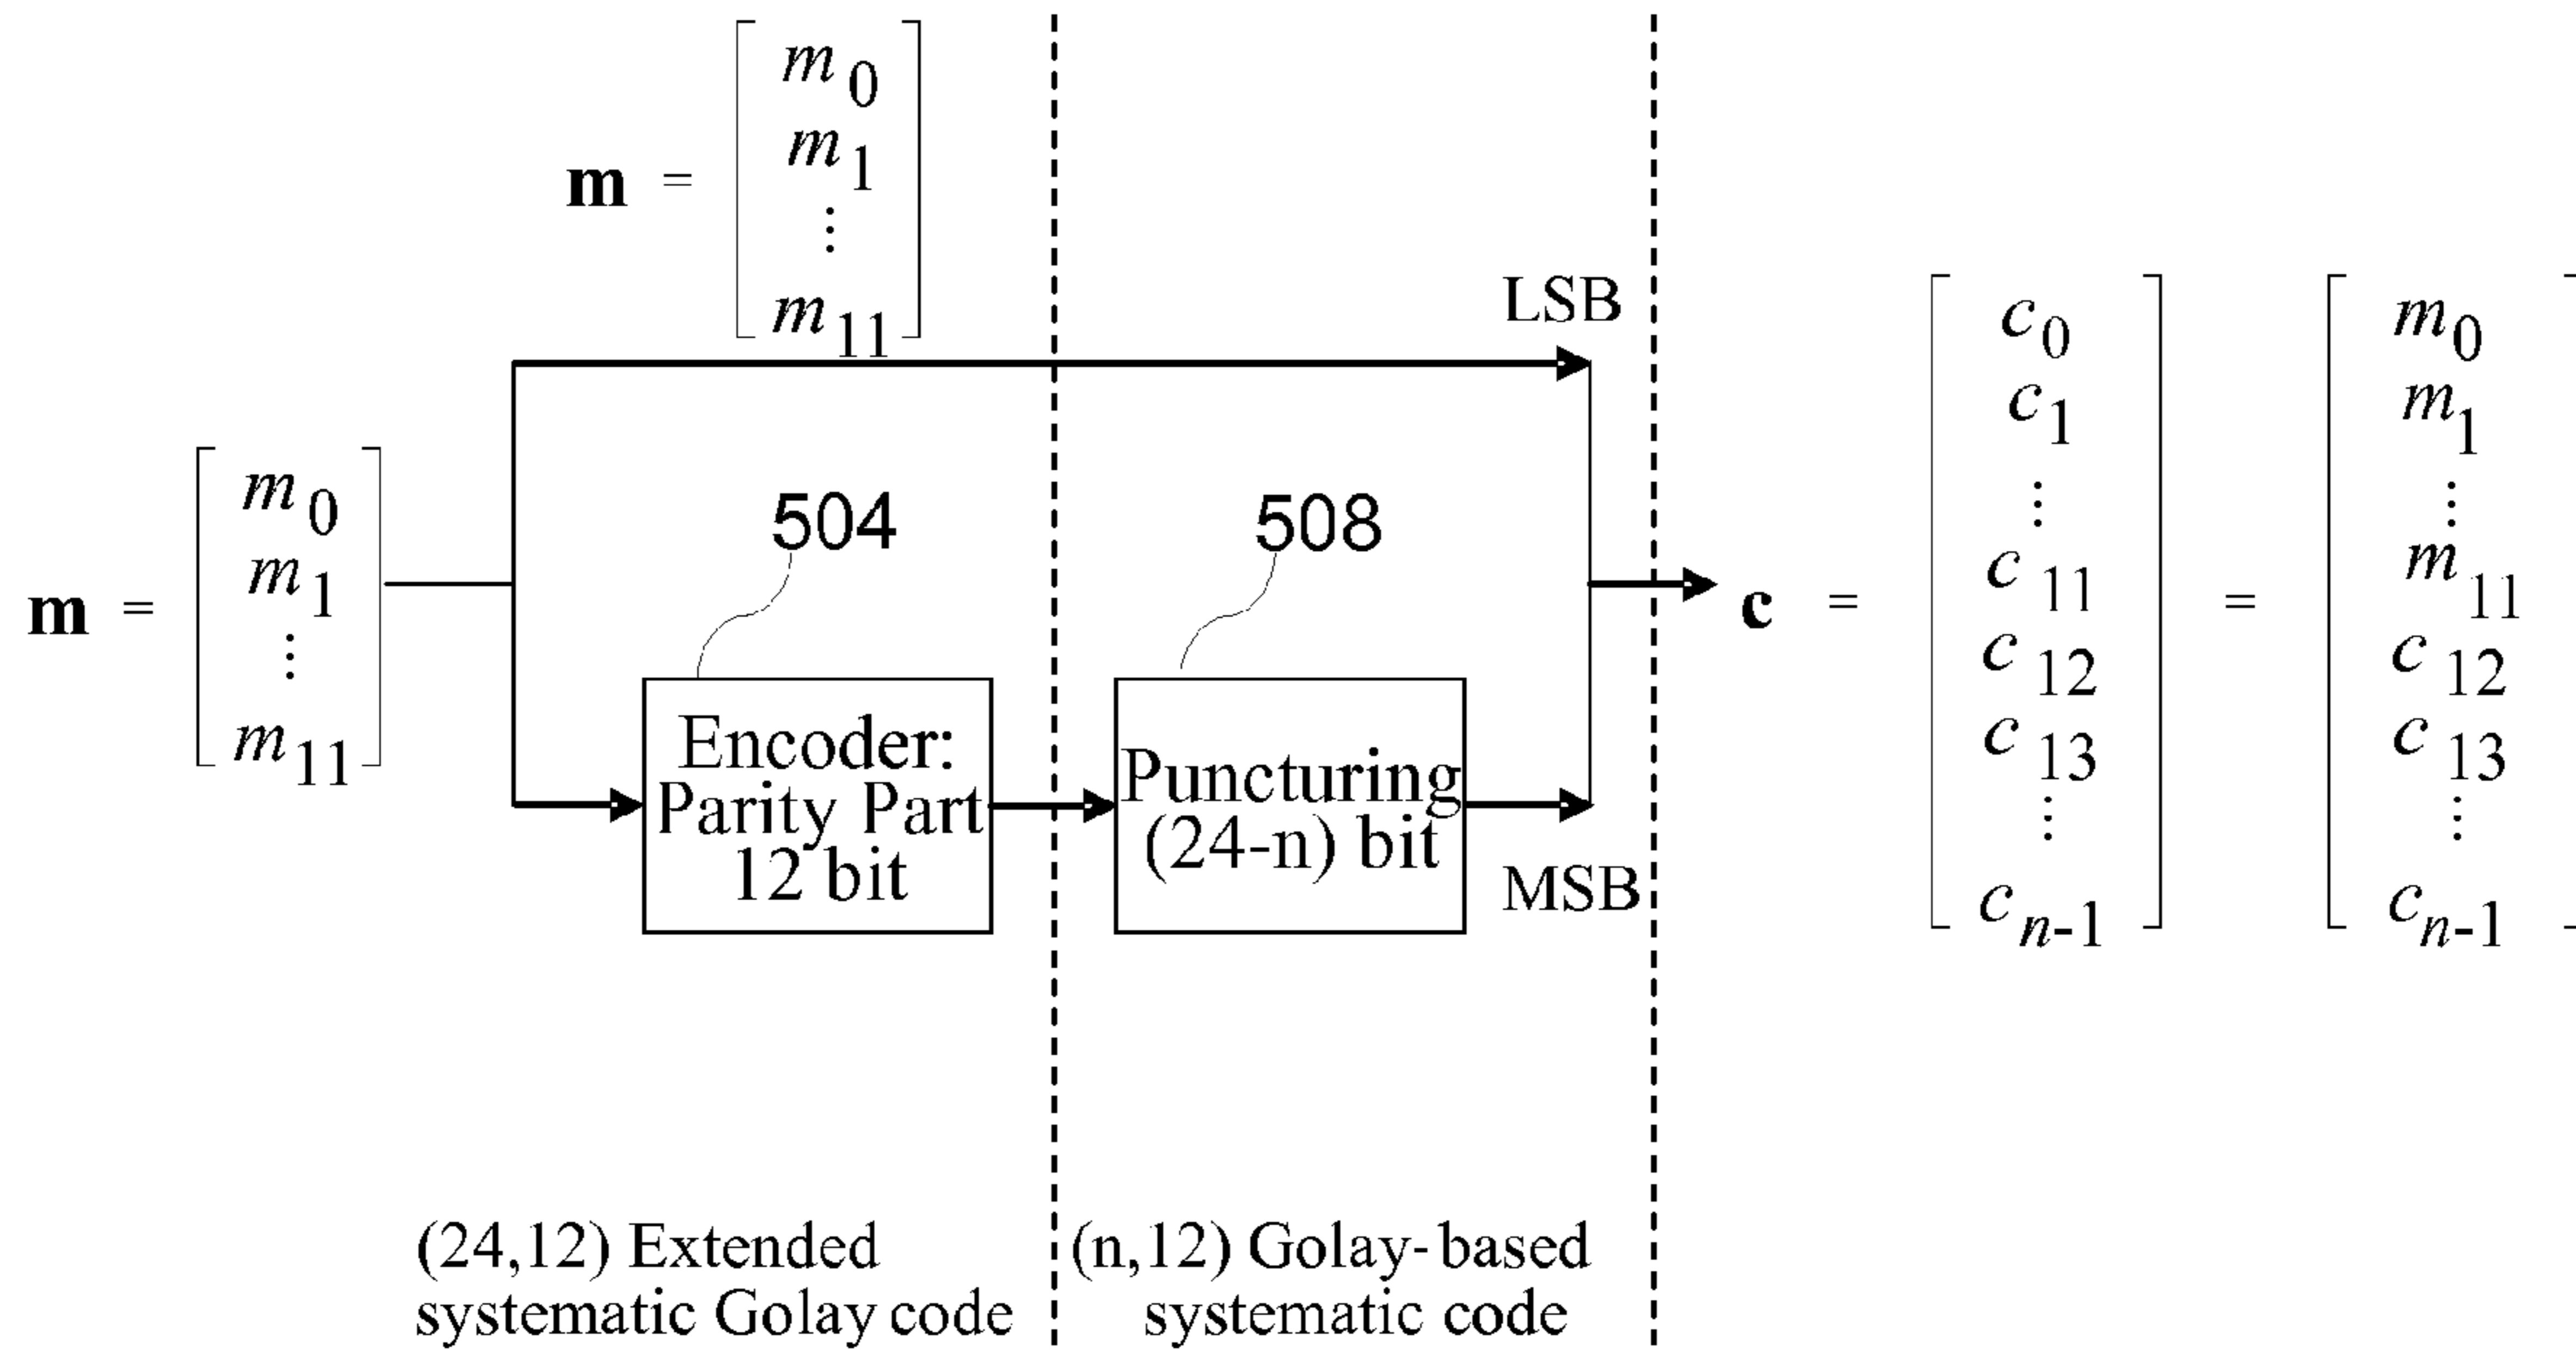 m = [ m0 m1 ⋮ m11 ]
LSB
m = [ m0 m1 ⋮ m11 ]
504
508
Encoder:
Parity Part
12 bit
Puncturing
(24-n) bit
MSB
c = [ c0 c1 ⋮ c11 c12 c13 ⋮ cn-1 ] = [ m0 m1 ⋮ m11 c12 c13 ⋮ cn-1 ]
(24,12) Extended
systematic Golay code
(n,12) Golay-based
systematic code